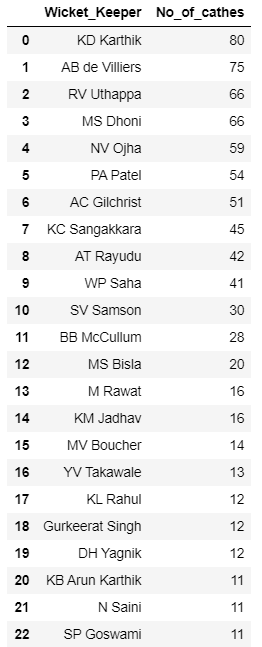 Wicket_Keeper No_of_cathes
0 KD Karthik 80
1 AB de Villiers 75
2 RV Uthappa 66
3 MS Dhoni 66
4 NV Ojha 59
5 PA Patel 54
6 AC Gilchrist 51
7 KC Sangakkara 45
8 AT Rayudu 42
9 WP Saha 41
10 SV Samson 30
11 BB McCullum 28
12 MS Bisla 20
13 M Rawat 16
14 KM Jadhav 16
15 MV Boucher 14
16 YV Takawale 13
17 KL Rahul 12
18 Gurkeerat Singh 12
19 DH Yagnik 12
20 KB Arun Karthik 11
21 N Saini 11
22 SP Goswami 11